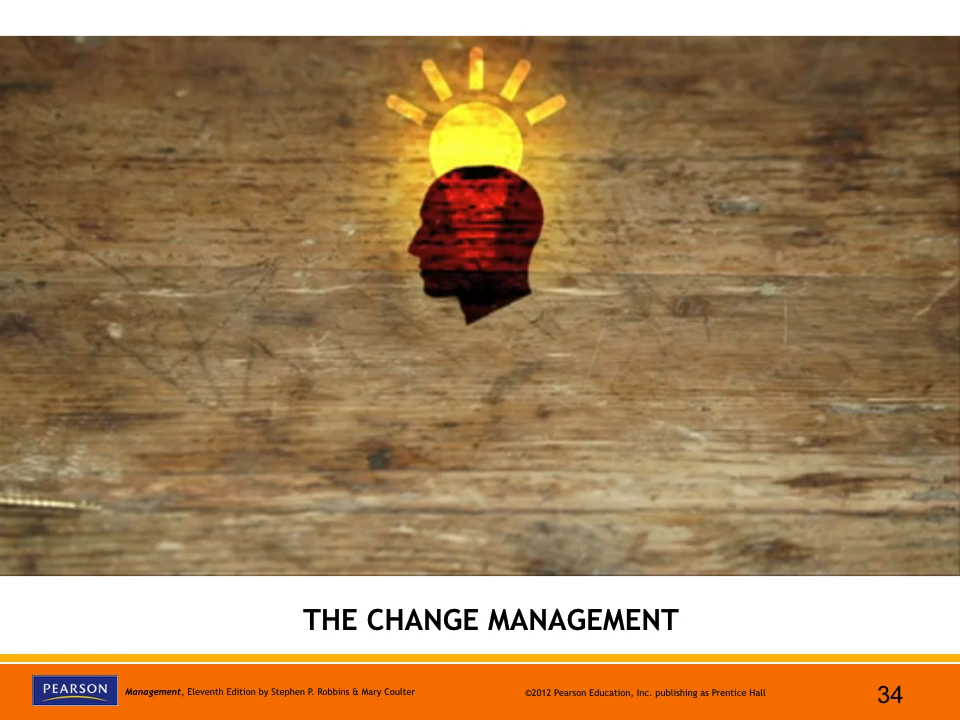 THE CHANGE MANAGEMENT
PEARSON
Management, Eleventh Edition by Stephen P. Robbins & Mary Coulter
©2012 Pearson Education, Inc. publishing as Prentice Hall
34